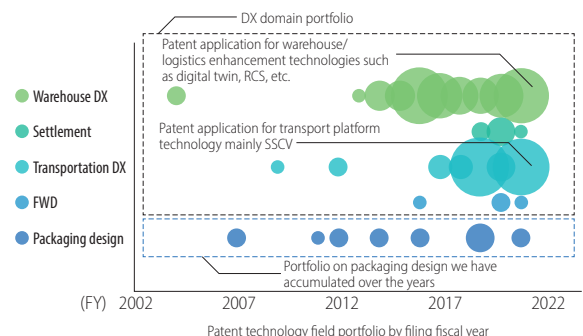 DX domain portfolio
Patent application for warehouse/
logistics enhancement technologies such
as digital twin, RCS, etc.
Warehouse DX
Settlement
Patent application for transport platform
technology mainly SSCV
Transportation DX
FWD
Packaging design
Portfolio on packaging design we have
accumulated over the years
(FY) 2002 2007 2012 2017 2022
Patent technology field portfolio by filing fiscal year